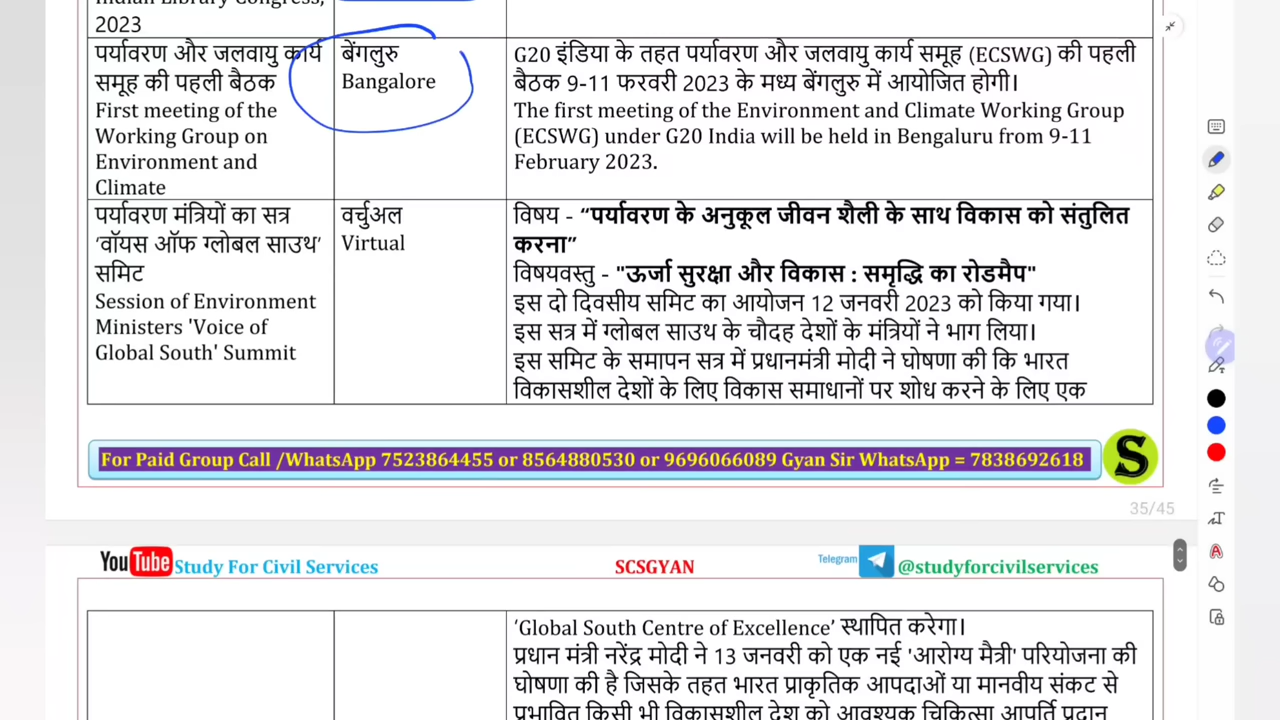 Indian Library Congress,
2023
पर्यावरण और जलवायु कार्य
समूह की पहली बैठक
First meeting of the
Working Group on
Environment and
Climate
बेंगलुरु
Bangalore
G20 इंडिया के तहत पर्यावरण और जलवायु कार्य समूह (ECSWG) की पहली
बैठक 9-11 फरवरी 2023 के मध्य बेंगलुरु में आयोजित होगी।
The first meeting of the Environment and Climate Working Group
(ECSWG) under G20 India will be held in Bengaluru from 9-11
February 2023.
पर्यावरण मंत्रियों का सत्र
‘वॉयस ऑफ ग्लोबल साउथ’
समिट
Session of Environment
Ministers 'Voice of
Global South' Summit
वर्चुअल
Virtual
विषय - “पर्यावरण के अनुकूल जीवन शैली के साथ विकास को संतुलित
करना”
विषयवस्तु - "ऊर्जा सुरक्षा और विकास : समृद्धि का रोडमैप"
इस दो दिवसीय समिट का आयोजन 12 जनवरी 2023 को किया गया।
इस सत्र में ग्लोबल साउथ के चौदह देशों के मंत्रियों ने भाग लिया।
इस समिट के समापन सत्र में प्रधानमंत्री मोदी ने घोषणा की कि भारत
विकासशील देशों के लिए विकास समाधानों पर शोध करने के लिए एक
For Paid Group Call /WhatsApp 7523864455 or 8564880530 or 9696066089 Gyan Sir WhatsApp = 7838692618
S
35/45
YouTube Study For Civil Services
SCSGYAN
Telegram @studyforcivilservices
‘Global South Centre of Excellence’ स्थापित करेगा।
प्रधान मंत्री नरेंद्र मोदी ने 13 जनवरी को एक नई 'आरोग्य मैत्री' परियोजना की
घोषणा की है जिसके तहत भारत प्राकृतिक आपदाओं या मानवीय संकट से
प्रभावित किसी भी विकासशील देश को आवश्यक चिकित्सा आपूर्ति प्रदान